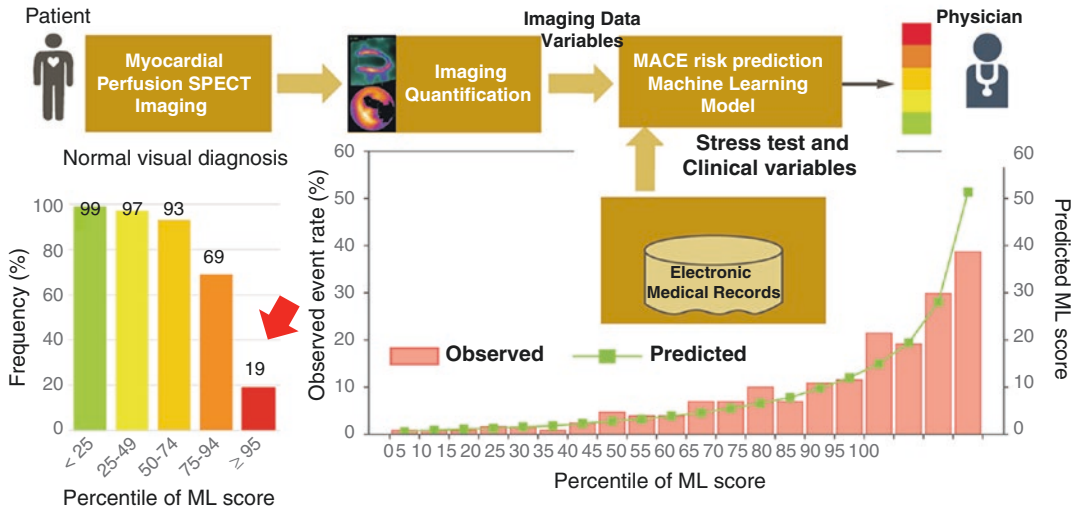 Patient
Myocardial
Perfusion SPECT
Imaging
Imaging
Quantification
Imaging Data
Variables
MACE risk prediction
Machine Learning
Model
Physician
Stress test and
Clinical variables
Electronic
Medical Records
Normal visual diagnosis
Frequency (%)
100
80
60
40
20
0
99
97
93
69
19
< 25
25-49
50-74
75-94
≥ 95
Percentile of ML score
Observed event rate (%)
60
50
40
30
20
10
0
Observed
Predicted
05 10 15 20 25 30 35 40 45 50 55 60 65 70 75 80 85 90 95 100
Percentile of ML score
60
50
40
30
20
10
0
Predicted ML score